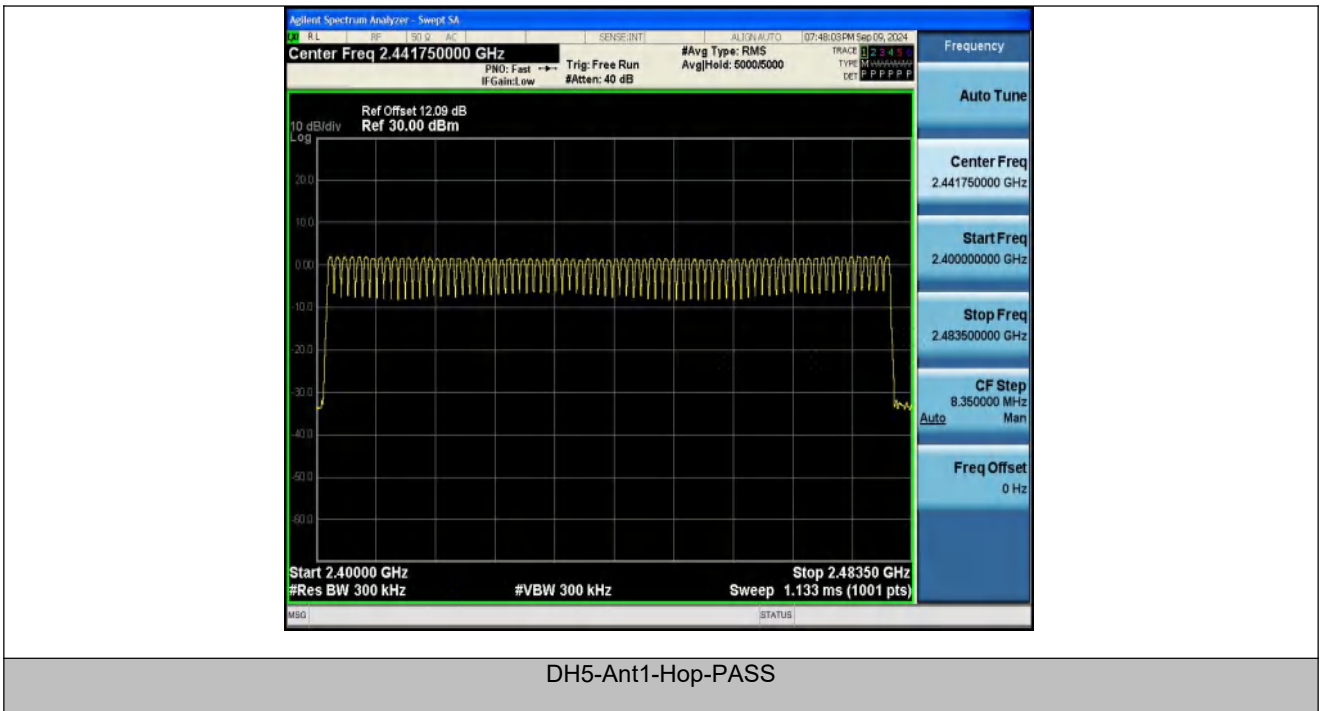 Agilent Spectrum Analyzer - Swept SA
LXI RL RF 50 Ω AC SENSE:INT ALIGN AUTO 07:48:03PM Sep 09, 2024
Center Freq 2.441750000 GHz
#Avg Type: RMS
TRACE 1 2 3 4 5 6
PNO: Fast
Trig: Free Run
Avg|Hold: 5000/5000
TYPE M
IFGain:Low
#Atten: 40 dB
DET P P P P P P
Ref Offset 12.09 dB
10 dB/div Ref 30.00 dBm
Log
20.0
10.0
0.00
-10.0
-20.0
-30.0
-40.0
-50.0
-60.0
Start 2.40000 GHz Stop 2.48350 GHz
#Res BW 300 kHz #VBW 300 kHz Sweep 1.133 ms (1001 pts)
MSG STATUS
Frequency
Auto Tune
Center Freq
2.441750000 GHz
Start Freq
2.400000000 GHz
Stop Freq
2.483500000 GHz
CF Step
8.350000 MHz
Auto Man
Freq Offset
0 Hz
DH5-Ant1-Hop-PASS